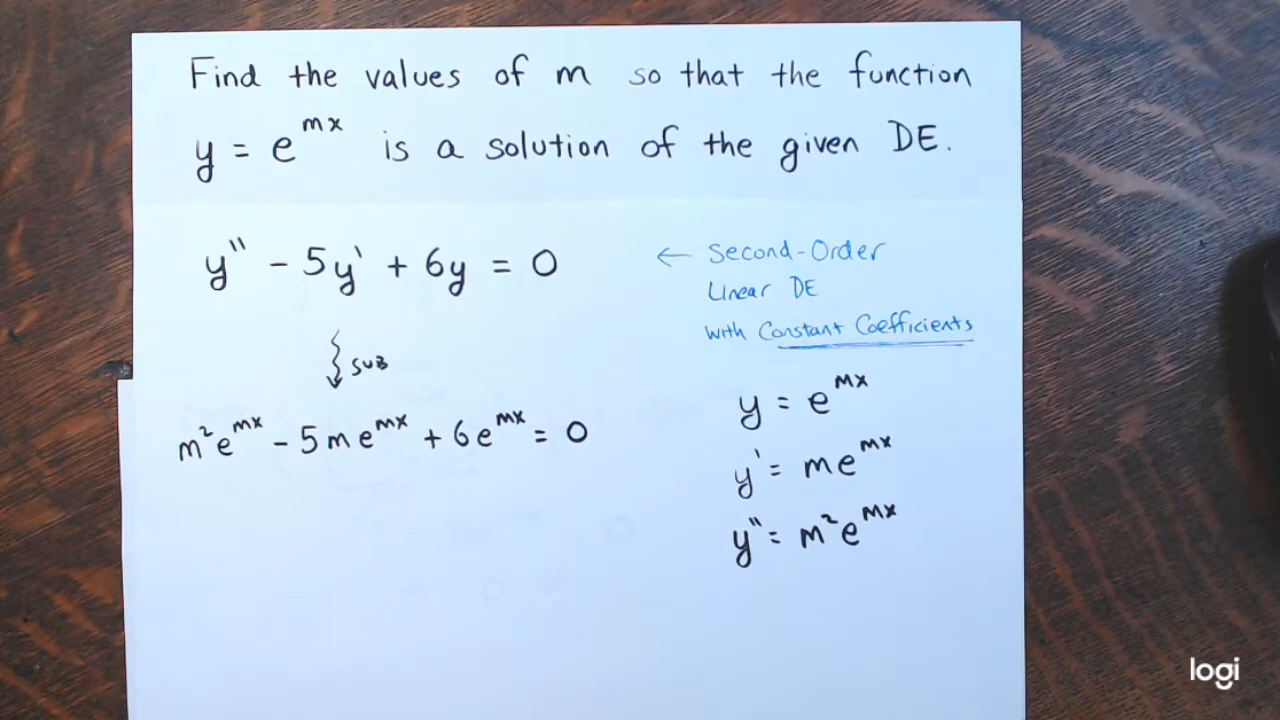 Find the values of m so that the function
y = e^{mx} is a solution of the given DE.
y'' - 5y' + 6y = 0
← Second-Order
Linear DE
with Constant Coefficients
SUB
m²e^{mx} - 5me^{mx} + 6e^{mx} = 0
y = e^{mx}
y' = me^{mx}
y'' = m²e^{mx}
logi